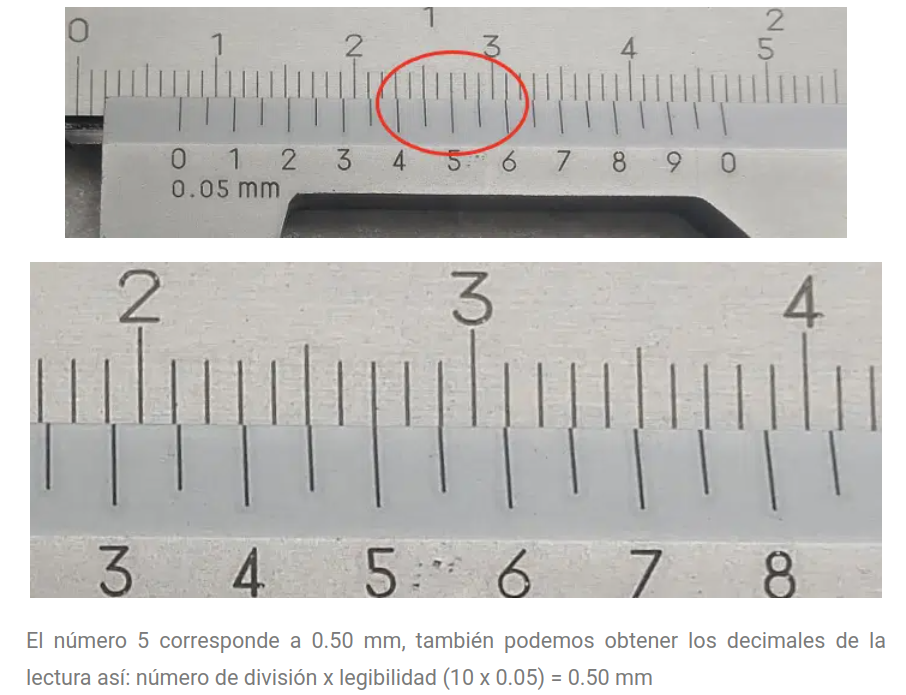 1 2
0 1 2 3 4 5
0 1 2 3 4 5 6 7 8 9 0
0.05 mm
2 3 4
3 4 5 6 7 8
El número 5 corresponde a 0.50 mm, también podemos obtener los decimales de la
lectura así: número de división x legibilidad (10 x 0.05) = 0.50 mm